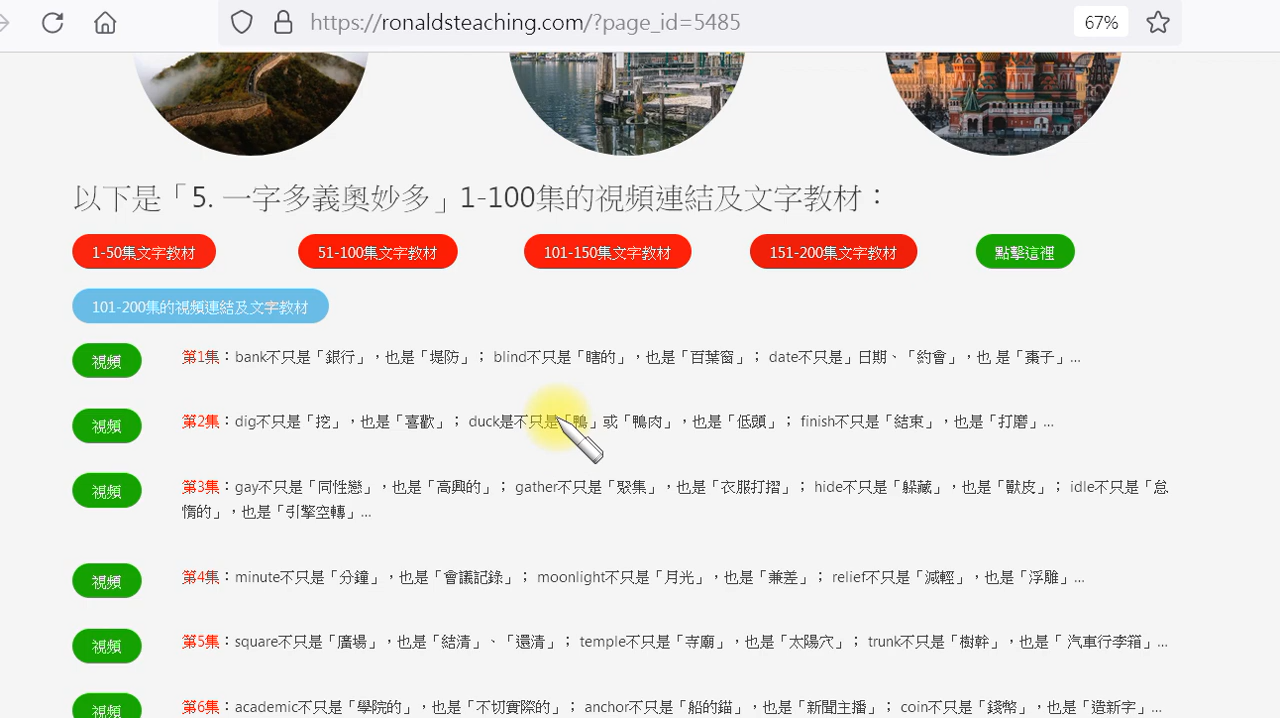 https://ronaldsteaching.com/?page_id=5485
67%
以下是「5. 一字多義奧妙多」1-100集的視頻連結及文字教材：
1-50集文字教材
51-100集文字教材
101-150集文字教材
151-200集文字教材
點擊這裡
101-200集的視頻連結及文字教材
視頻
第1集：bank不只是「銀行」，也是「堤防」； blind不只是「瞎的」，也是「百葉窗」； date不只是」日期、「約會」，也 是「棗子」...
視頻
第2集：dig不只是「挖」，也是「喜歡」； duck是不只是「鴨」或「鴨肉」，也是「低頭」； finish不只是「結束」，也是「打磨」...
視頻
第3集：gay不只是「同性戀」，也是「高興的」； gather不只是「聚集」，也是「衣服打摺」； hide不只是「躲藏」，也是「獸皮」； idle不只是「怠
惰的」，也是「引擎空轉」...
視頻
第4集：minute不只是「分鐘」，也是「會議記錄」； moonlight不只是「月光」，也是「兼差」； relief不只是「減輕」，也是「浮雕」...
視頻
第5集：square不只是「廣場」，也是「結清」、「還清」； temple不只是「寺廟」，也是「太陽穴」； trunk不只是「樹幹」，也是「 汽車行李箱」...
視頻
第6集：academic不只是「學院的」，也是「不切實際的」； anchor不只是「船的錨」，也是「新聞主播」； coin不只是「錢幣」，也是「造新字」...